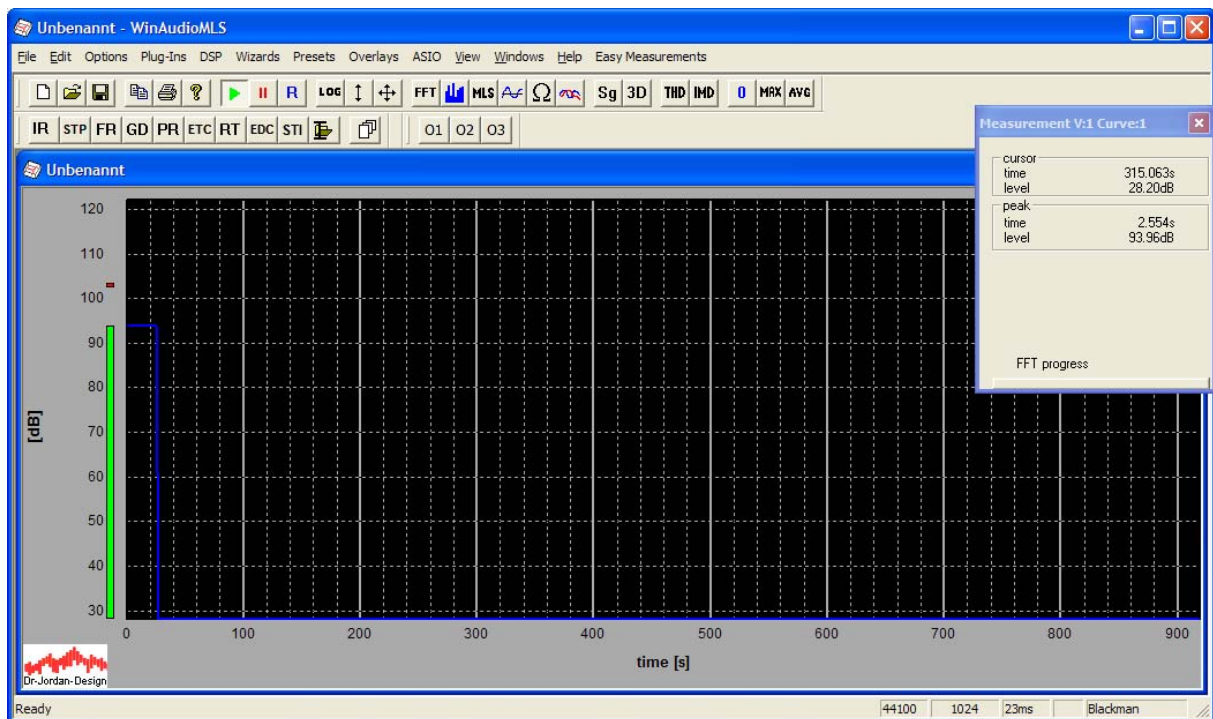 Unbenannt - WinAudioMLS
File Edit Options Plug-Ins DSP Wizards Presets Overlays ASIO View Windows Help Easy Measurements
? R LOG FFT MLS Ω Sg 3D THD IMD 0 MAX AVG
IR STP FR GD PR ETC RT EDC STI O1 O2 O3
Measurement V:1 Curve:1
cursor
time 315.063s
level 28.20dB
peak
time 2.554s
level 93.96dB
FFT progress
Unbenannt
120
110
100
90
80
70
60
50
40
30
[dB]
0 100 200 300 400 500 600 700 800 900
time [s]
Dr-Jordan-Design
Ready 44100 1024 23ms Blackman